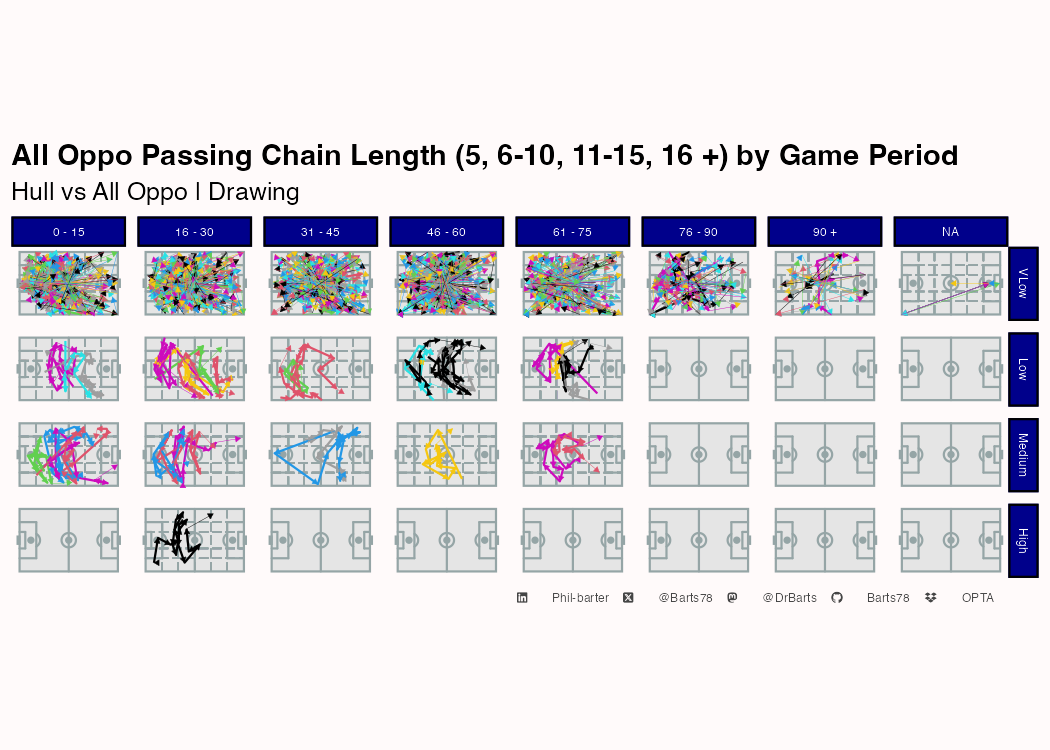 All Oppo Passing Chain Length (5, 6-10, 11-15, 16 +) by Game Period
Hull vs All Oppo | Drawing
0 - 15 16 - 30 31 - 45 46 - 60 61 - 75 76 - 90 90 + NA
VLow
Low
Medium
High
Phil-barter @Barts78 @DrBarts Barts78 OPTA